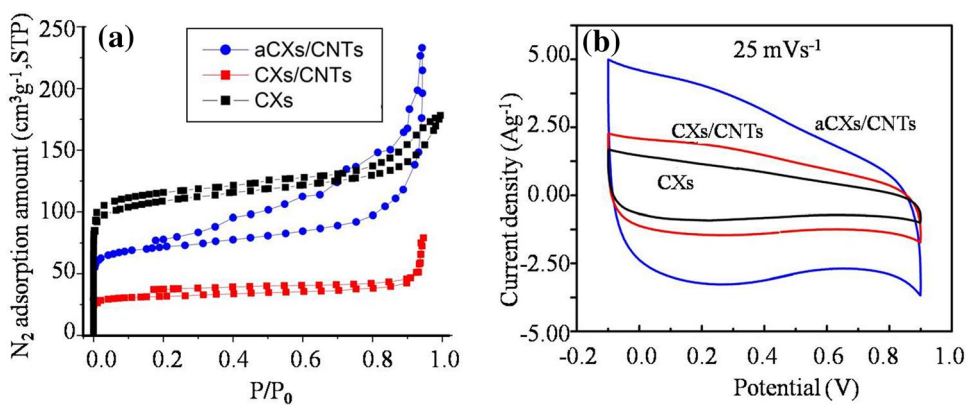 (a)
aCXs/CNTs
CXs/CNTs
CXs
N₂ adsorption amount (cm³g⁻¹,STP)
250
200
150
100
50
0
0.0 0.2 0.4 0.6 0.8 1.0
P/P₀
(b)
25 mVs⁻¹
aCXs/CNTs
CXs/CNTs
CXs
Current density (Ag⁻¹)
5.00
2.50
0.00
-2.50
-5.00
-0.2 0.0 0.2 0.4 0.6 0.8 1.0
Potential (V)